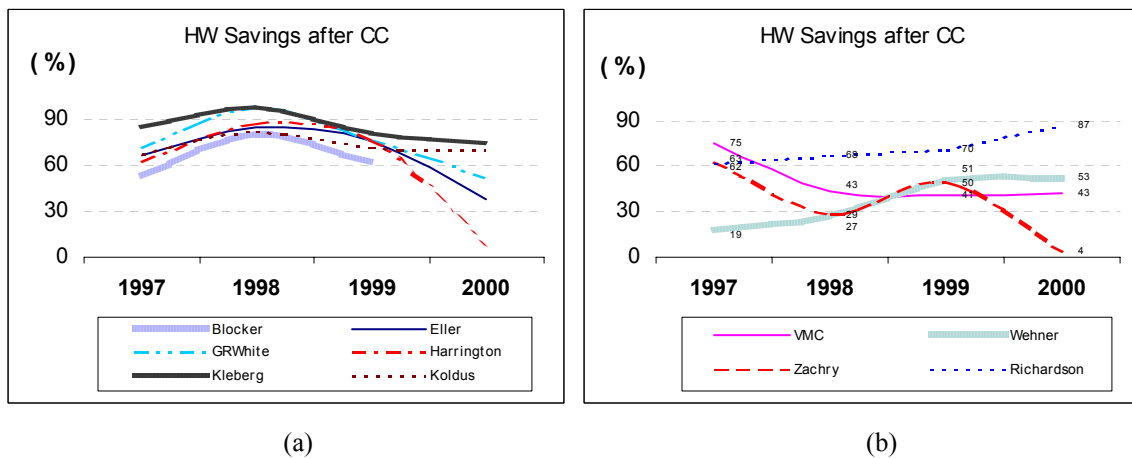 HW Savings after CC
( %)
90
60
30
0
1997 1998 1999 2000
Blocker Eller
GRWhite Harrington
Kleberg Koldus
(a)
HW Savings after CC
( %)
90
60
30
0
75
63
62
19
43
68
29
27
70
51
50
41
87
53
43
4
1997 1998 1999 2000
VMC Wehner
Zachry Richardson
(b)